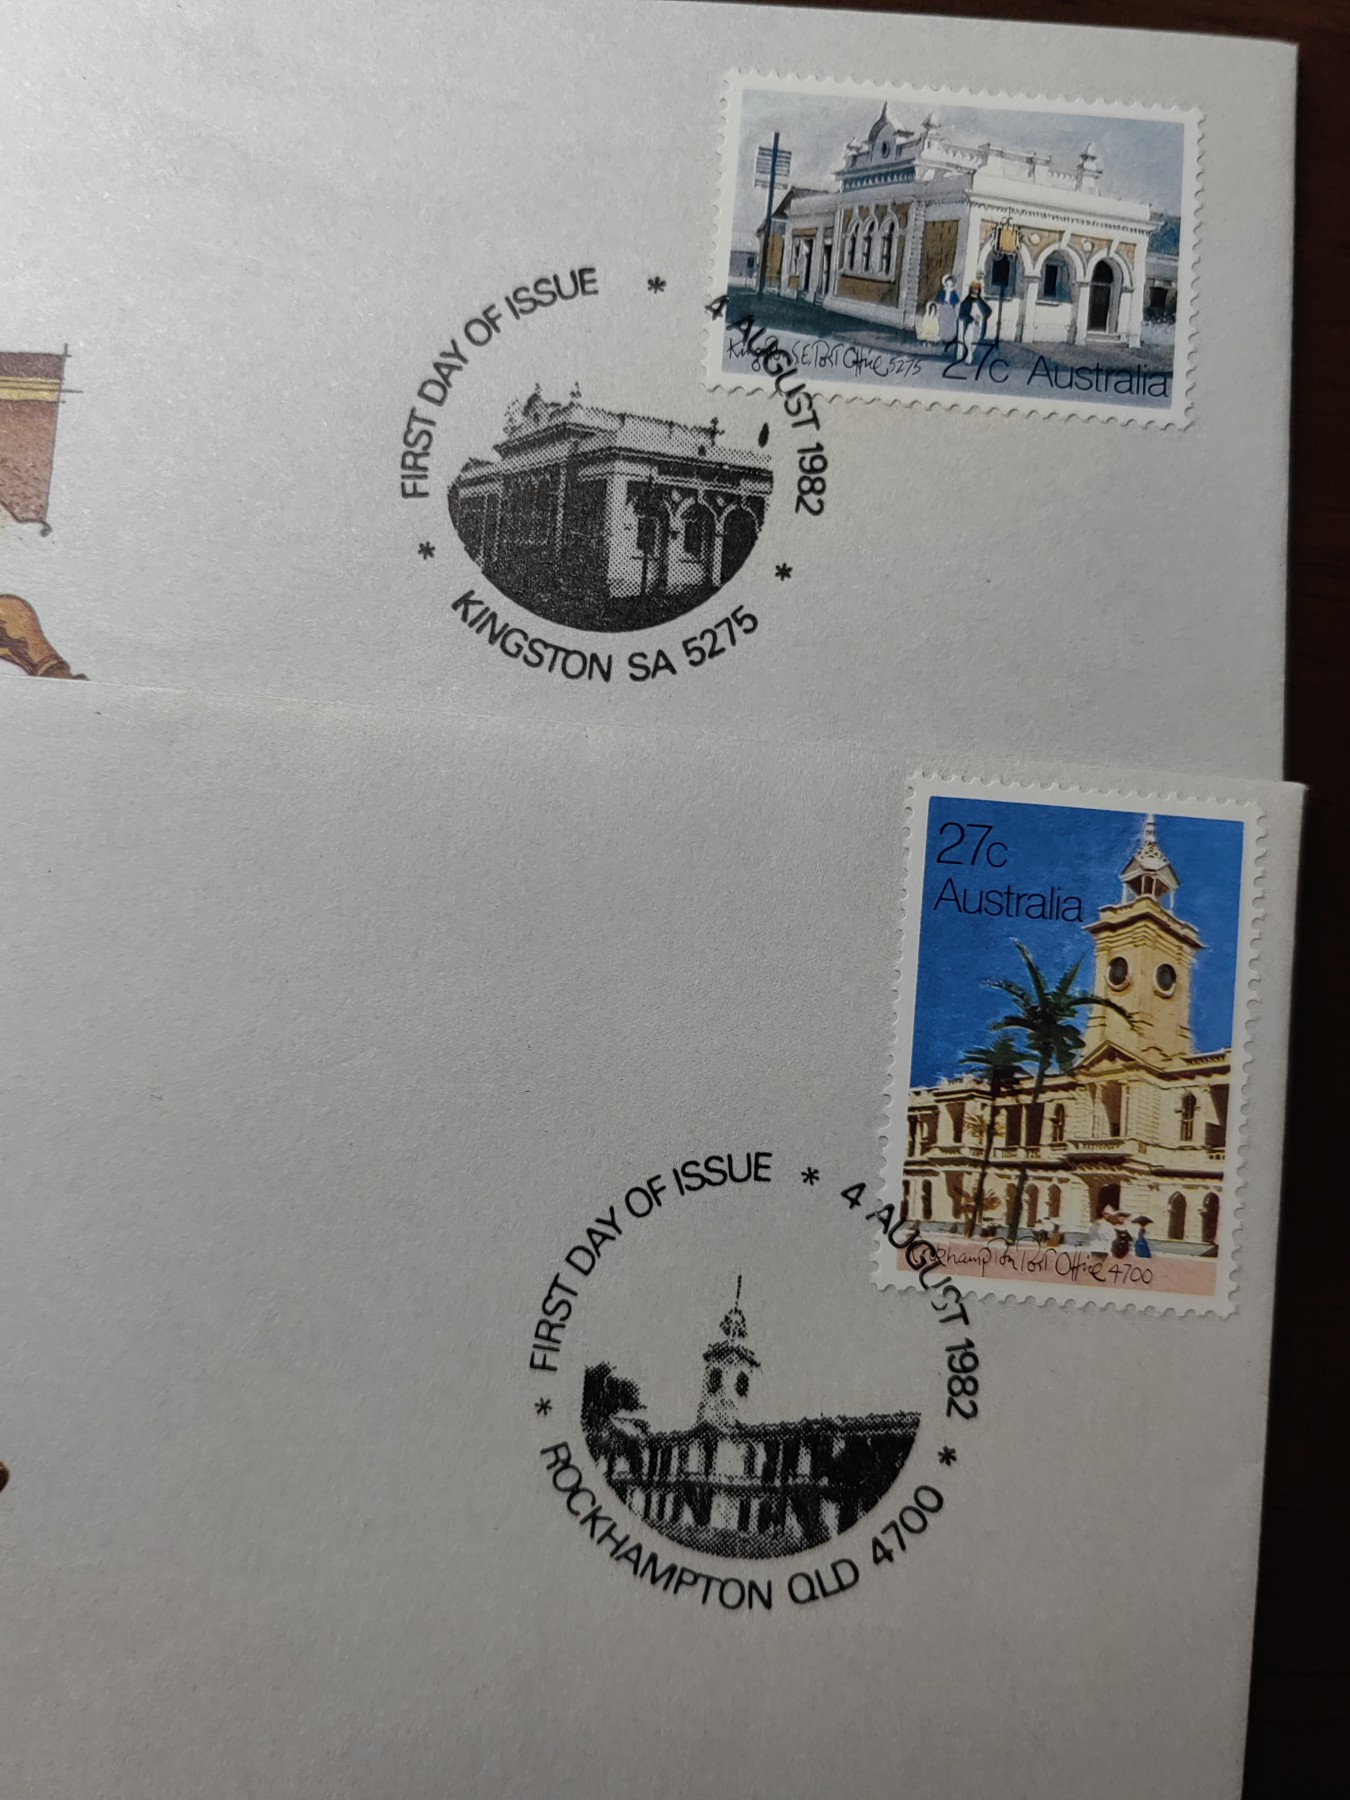 FIRST DAY OF ISSUE * 4 AUGUST 1982 *
KINGSTON SA 5275 *
Kingston S.E. Post Office 5275
27c Australia
27c
Australia
Rockhampton Post Office 4700
FIRST DAY OF ISSUE * 4 AUGUST 1982 *
ROCKHAMPTON QLD 4700 *